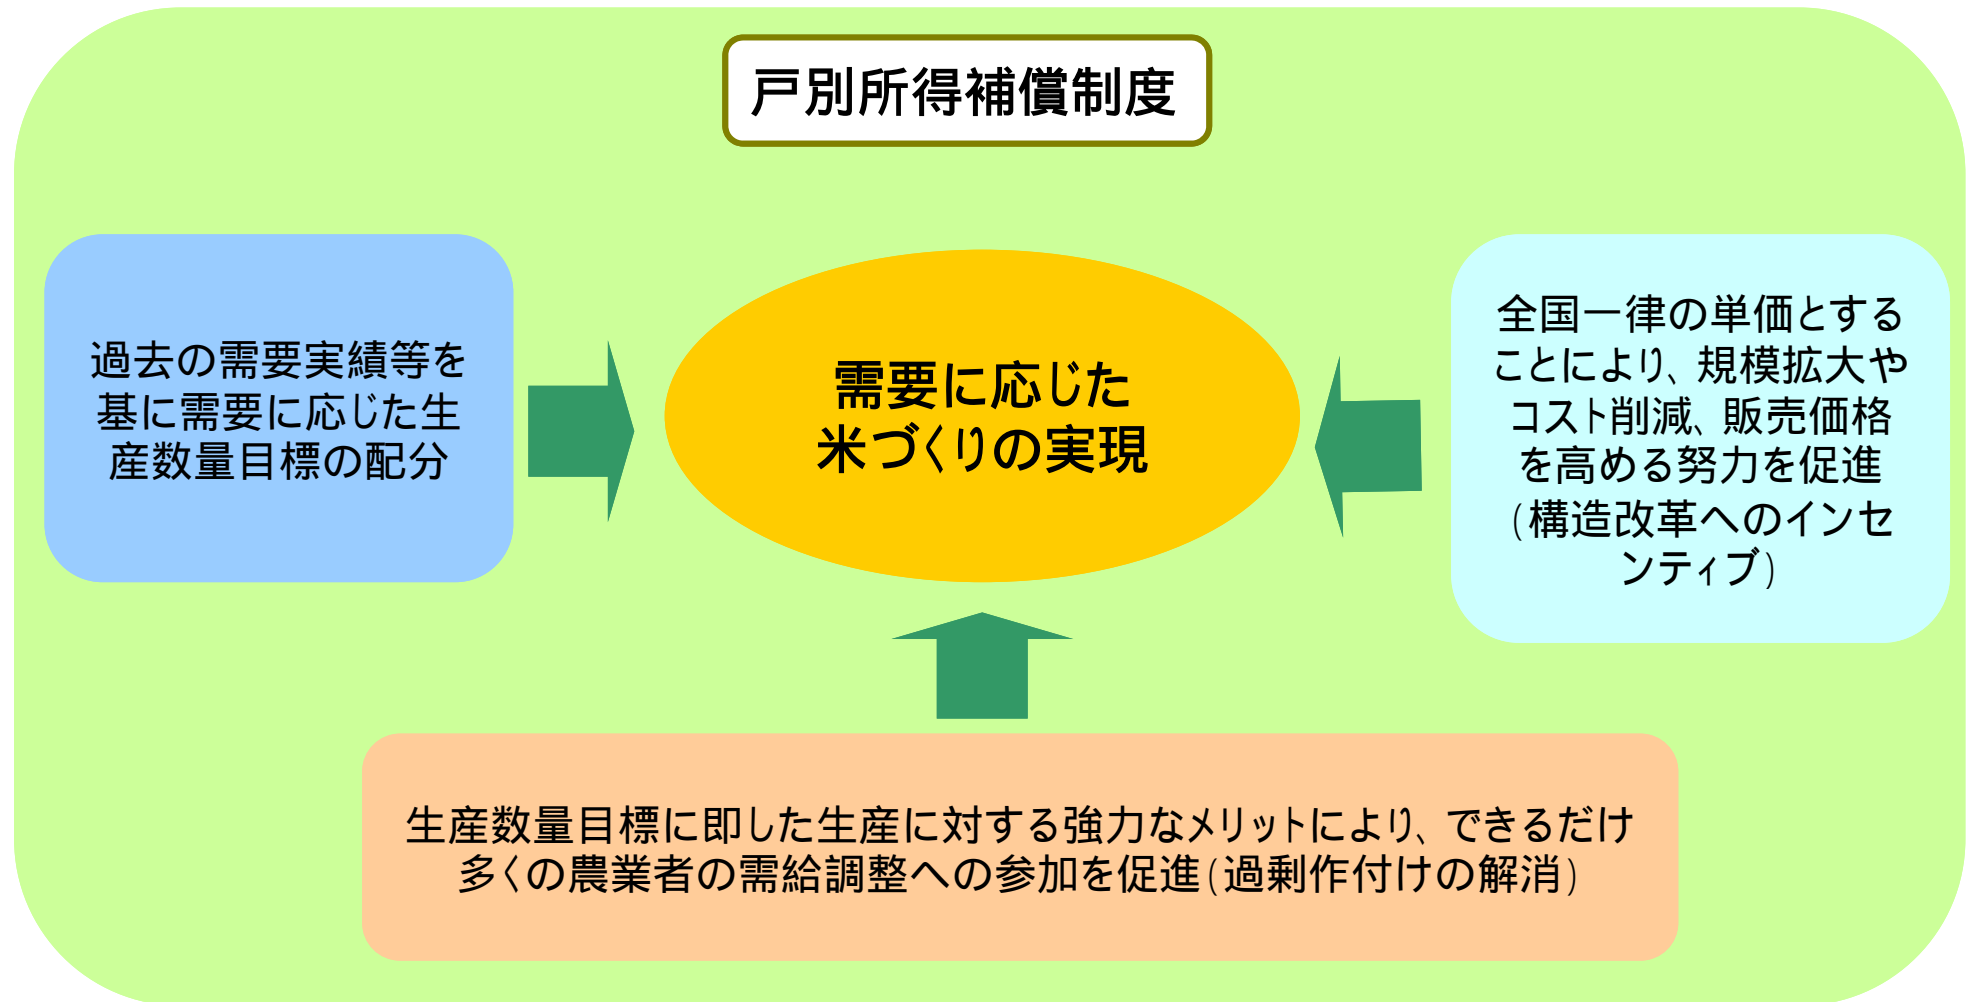 戸別所得補償制度
過去の需要実績等を
基に需要に応じた生
産数量目標の配分
需要に応じた
米づくりの実現
全国一律の単価とする
ことにより、規模拡大や
コスト削減、販売価格
を高める努力を促進
(構造改革へのインセ
ンティブ)
生産数量目標に即した生産に対する強力なメリットにより、できるだけ
多くの農業者の需給調整への参加を促進(過剰作付けの解消)